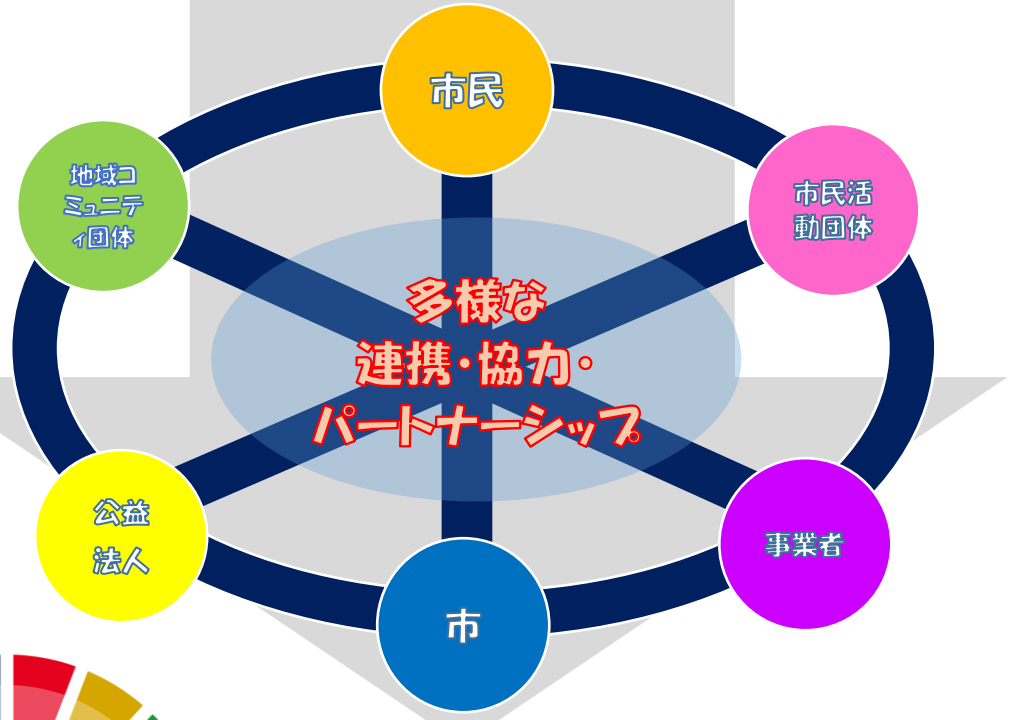 市民
地域コ
ミュニテ
ィ団体
市民活
動団体
多様な
連携・協力・
パートナーシップ
公益
法人
事業者
市